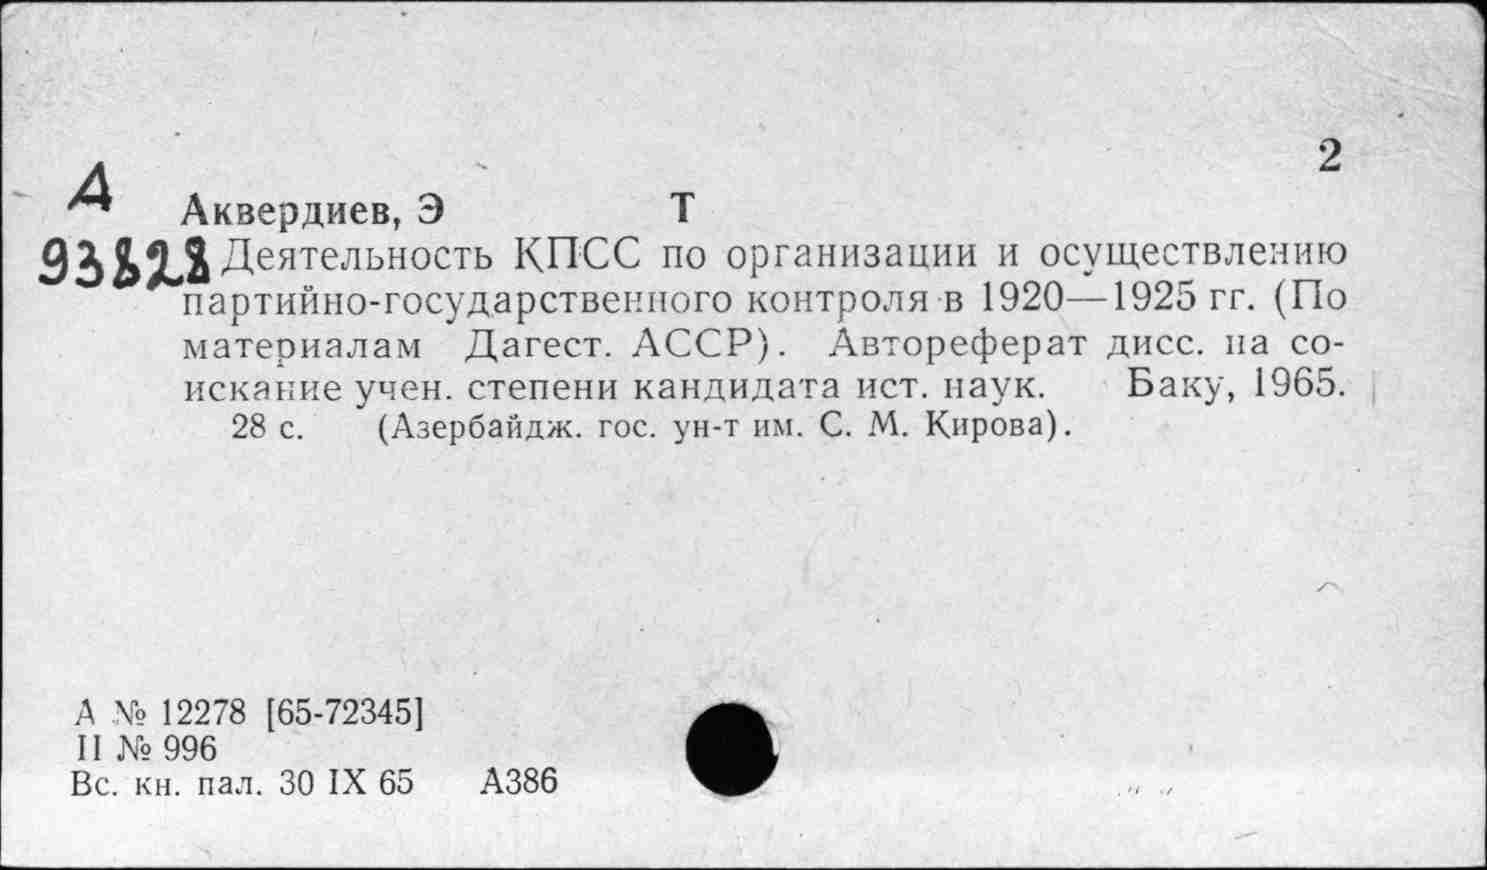 2
А
Аквердиев, Э Т
Деятельность КПСС по организации и осуществлению
партийно-государственного контроля в 1920—1925 гг. (По
материалам Дагест. АССР). Автореферат дисс. на со-
искание учен. степени кандидата ист. наук. Баку, 1965.
28 с. (Азербайдж. гос. ун-т им. С. М. Кирова).
А № 12278 [65-72345]
II № 996
Вс. кн. пал. 30 IX 65 А386